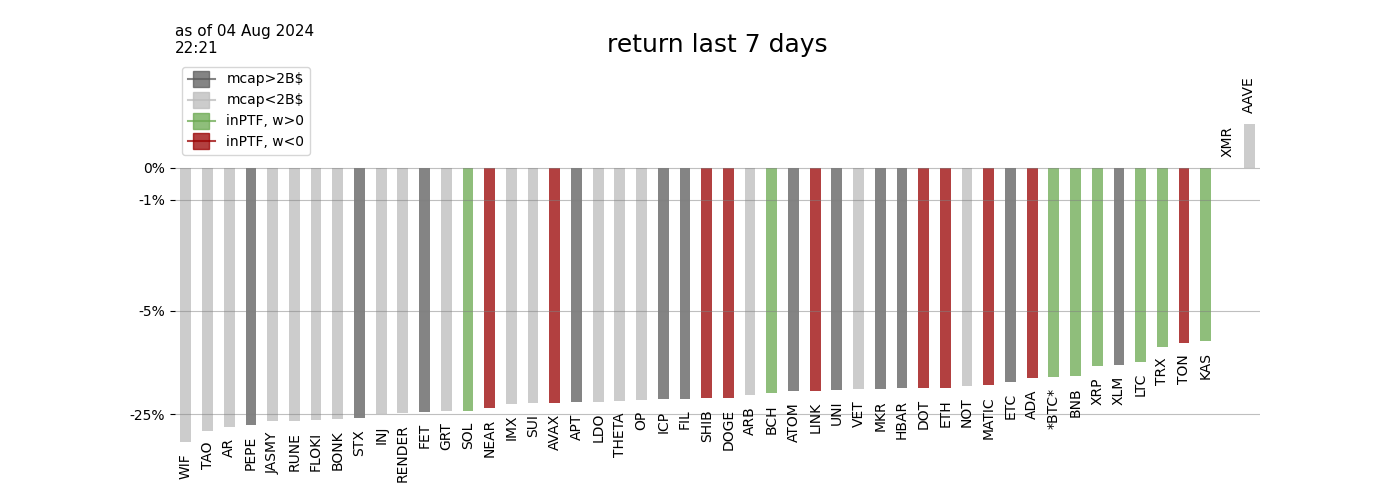 as of 04 Aug 2024
22:21
return last 7 days
mcap>2B$
mcap<2B$
inPTF, w>0
inPTF, w<0
0%
-1%
-5%
-25%
WIF
TAO
AR
PEPE
JASMY
RUNE
FLOKI
BONK
STX
INJ
RENDER
FET
GRT
SOL
NEAR
IMX
SUI
AVAX
APT
LDO
THETA
OP
ICP
FIL
SHIB
DOGE
ARB
BCH
ATOM
LINK
UNI
VET
MKR
HBAR
DOT
ETH
NOT
MATIC
ETC
ADA
*BTC*
BNB
XRP
XLM
LTC
TRX
TON
KAS
XMR
AAVE